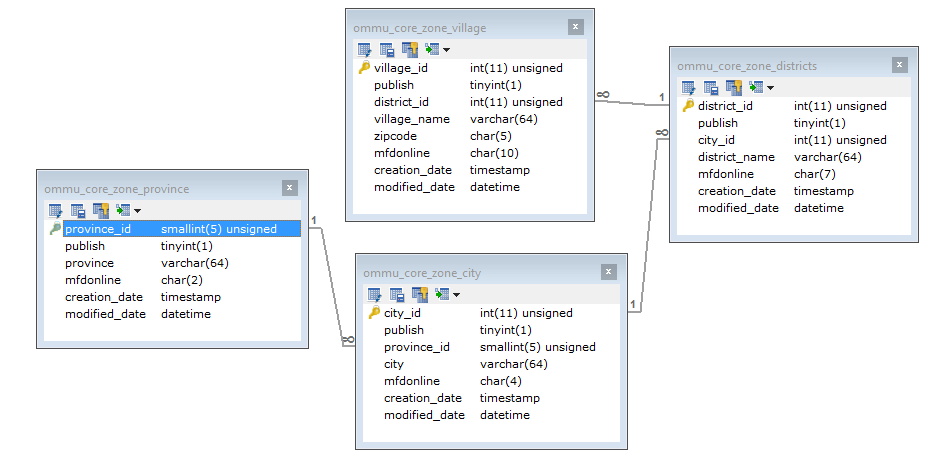 ommu_core_zone_village
village_id int(11) unsigned
publish tinyint(1)
district_id int(11) unsigned
village_name varchar(64)
zipcode char(5)
mfdonline char(10)
creation_date timestamp
modified_date datetime
ommu_core_zone_districts
district_id int(11) unsigned
publish tinyint(1)
city_id int(11) unsigned
district_name varchar(64)
mfdonline char(7)
creation_date timestamp
modified_date datetime
∞ 1
∞
ommu_core_zone_province
province_id smallint(5) unsigned
publish tinyint(1)
province varchar(64)
mfdonline char(2)
creation_date timestamp
modified_date datetime
1
∞
ommu_core_zone_city
city_id int(11) unsigned
publish tinyint(1)
province_id smallint(5) unsigned
city varchar(64)
mfdonline char(4)
creation_date timestamp
modified_date datetime
1